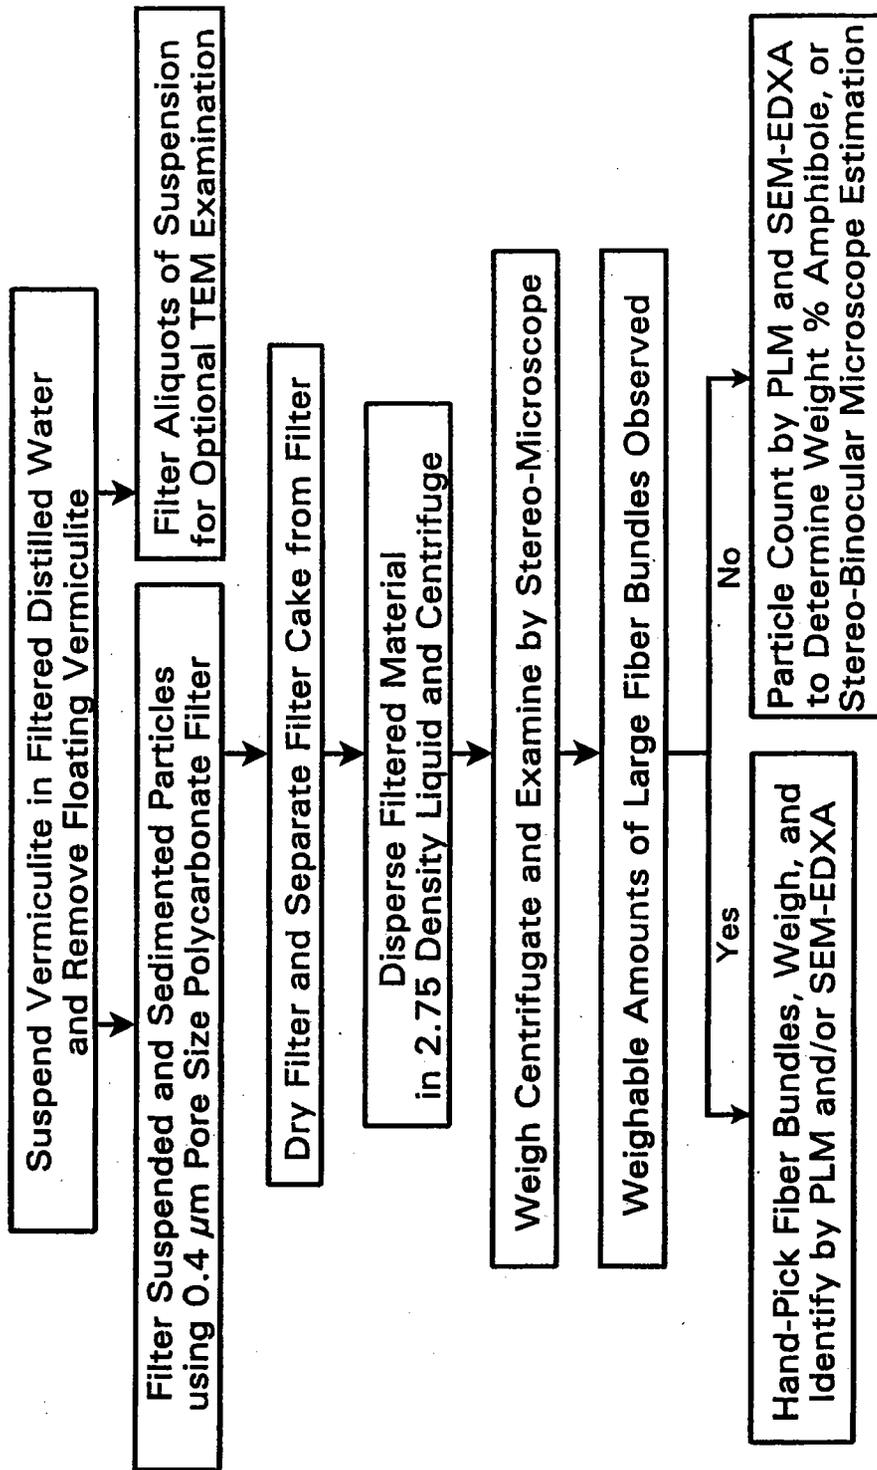 Suspend Vermiculite in Filtered Distilled Water
and Remove Floating Vermiculite
Filter Suspended and Sedimented Particles
using 0.4 µm Pore Size Polycarbonate Filter
Filter Aliquots of Suspension
for Optional TEM Examination
Dry Filter and Separate Filter Cake from Filter
Disperse Filtered Material
in 2.75 Density Liquid and Centrifuge
Weigh Centrifugate and Examine by Stereo-Microscope
Weighable Amounts of Large Fiber Bundles Observed
Yes
No
Hand-Pick Fiber Bundles, Weigh, and
Identify by PLM and/or SEM-EDXA
Particle Count by PLM and SEM-EDXA
to Determine Weight % Amphibole, or
Stereo-Binocular Microscope Estimation